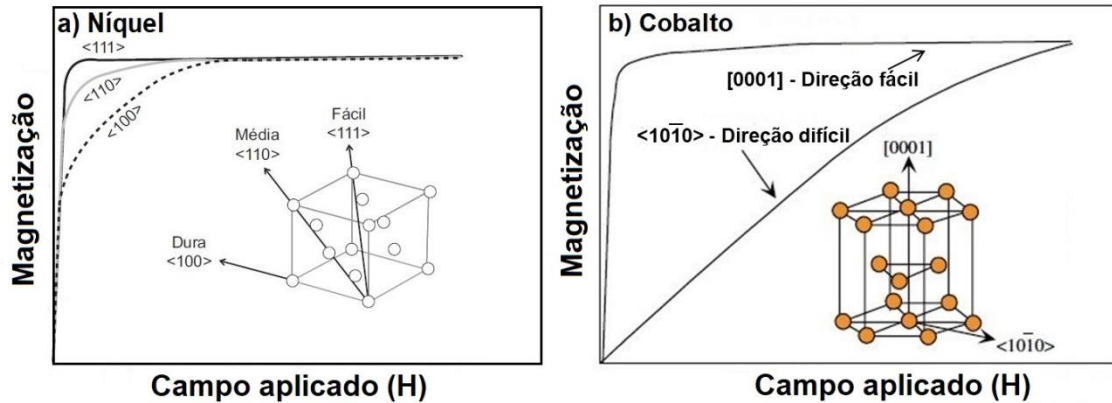 a) Níquel
<111>
<110>
<100>
Média
<110>
Fácil
<111>
Dura
<100>
Magnetização
Campo aplicado (H)
b) Cobalto
[0001] - Direção fácil
<101̅0> - Direção difícil
[0001]
<101̅0>
Magnetização
Campo aplicado (H)